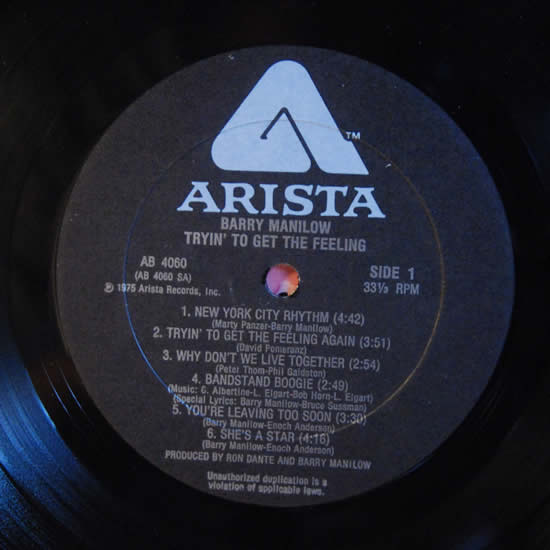 TM
ARISTA
BARRY MANILOW
TRYIN' TO GET THE FEELING
AB 4060
(AB 4060 SA)
℗ 1975 Arista Records, Inc.
SIDE 1
33⅓ RPM
1. NEW YORK CITY RHYTHM (4:42)
(Marty Panzer-Barry Manilow)
2. TRYIN' TO GET THE FEELING AGAIN (3:51)
(David Pomeranz)
3. WHY DON'T WE LIVE TOGETHER (2:54)
(Peter Thom-Phil Galdston)
4. BANDSTAND BOOGIE (2:49)
(Music: C. Albertine-L. Elgart-Bob Horn-L. Elgart)
(Special Lyrics: Barry Manilow-Bruce Sussman)
5. YOU'RE LEAVING TOO SOON (3:30)
(Barry Manilow-Enoch Anderson)
6. SHE'S A STAR (4:16)
(Barry Manilow-Enoch Anderson)
PRODUCED BY RON DANTE AND BARRY MANILOW
Unauthorized duplication is a
violation of applicable laws.